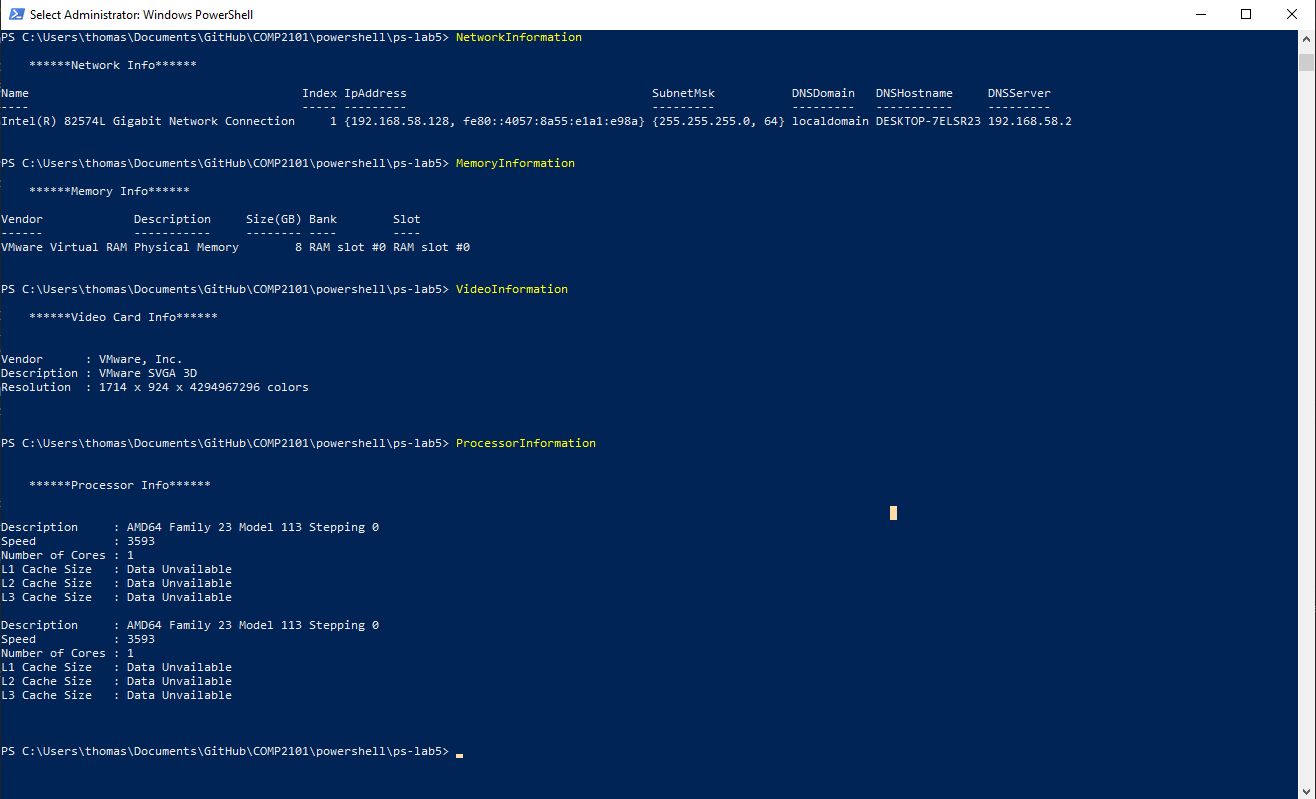 Select Administrator: Windows PowerShell
PS C:\Users\thomas\Documents\GitHub\COMP2101\powershell\ps-lab5> NetworkInformation
******Network Info******
Name Index IpAddress SubnetMsk DNSDomain DNSHostname DNSServer
---- ----- --------- --------- --------- ----------- ---------
Intel(R) 82574L Gigabit Network Connection 1 {192.168.58.128, fe80::4057:8a55:e1a1:e98a} {255.255.255.0, 64} localdomain DESKTOP-7ELSR23 192.168.58.2
PS C:\Users\thomas\Documents\GitHub\COMP2101\powershell\ps-lab5> MemoryInformation
******Memory Info******
Vendor Description Size(GB) Bank Slot
------ ----------- -------- ---- ----
VMware Virtual RAM Physical Memory 8 RAM slot #0 RAM slot #0
PS C:\Users\thomas\Documents\GitHub\COMP2101\powershell\ps-lab5> VideoInformation
******Video Card Info******
Vendor : VMware, Inc.
Description : VMware SVGA 3D
Resolution : 1714 x 924 x 4294967296 colors
PS C:\Users\thomas\Documents\GitHub\COMP2101\powershell\ps-lab5> ProcessorInformation
******Processor Info******
Description : AMD64 Family 23 Model 113 Stepping 0
Speed : 3593
Number of Cores : 1
L1 Cache Size : Data Unvailable
L2 Cache Size : Data Unvailable
L3 Cache Size : Data Unvailable
Description : AMD64 Family 23 Model 113 Stepping 0
Speed : 3593
Number of Cores : 1
L1 Cache Size : Data Unvailable
L2 Cache Size : Data Unvailable
L3 Cache Size : Data Unvailable
PS C:\Users\thomas\Documents\GitHub\COMP2101\powershell\ps-lab5>